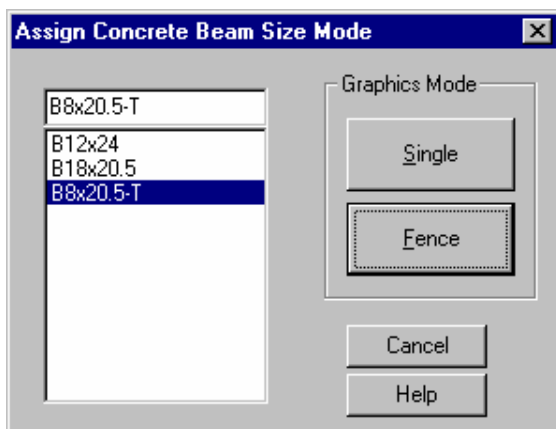 Assign Concrete Beam Size Mode
B8x20.5-T
B12x24
B18x20.5
B8x20.5-T
Graphics Mode
Single
Fence
Cancel
Help